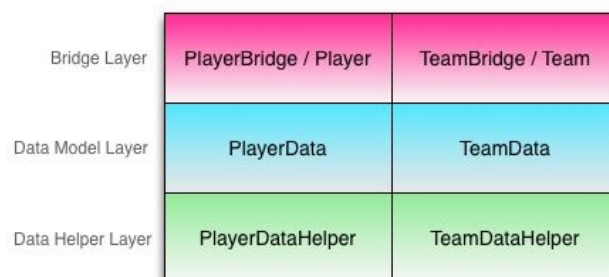 Bridge Layer
PlayerBridge / Player
TeamBridge / Team
Data Model Layer
PlayerData
TeamData
Data Helper Layer
PlayerDataHelper
TeamDataHelper